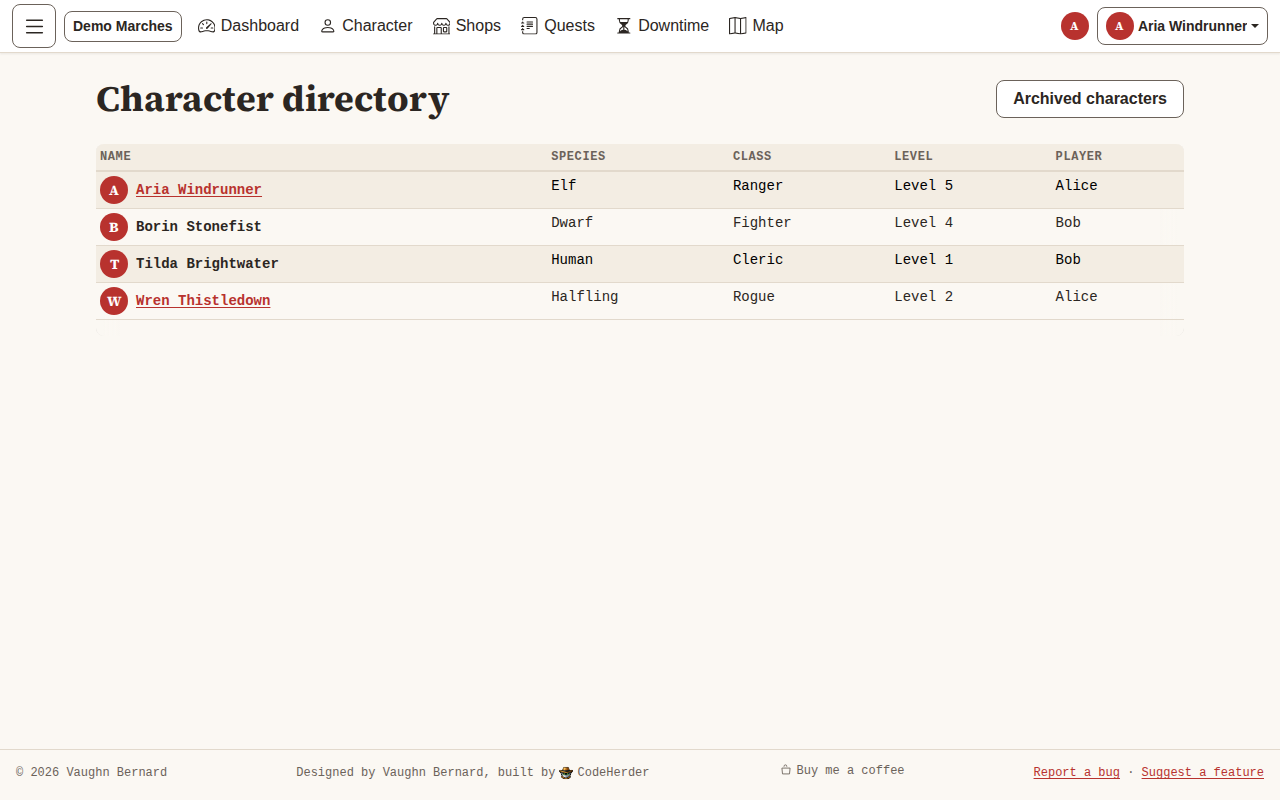 Demo Marches Dashboard Character Shops Quests Downtime Map A A Aria Windrunner
Character directory Archived characters
NAME SPECIES CLASS LEVEL PLAYER
A Aria Windrunner Elf Ranger Level 5 Alice
B Borin Stonefist Dwarf Fighter Level 4 Bob
T Tilda Brightwater Human Cleric Level 1 Bob
W Wren Thistledown Halfling Rogue Level 2 Alice
© 2026 Vaughn Bernard Designed by Vaughn Bernard, built by CodeHerder Buy me a coffee Report a bug · Suggest a feature